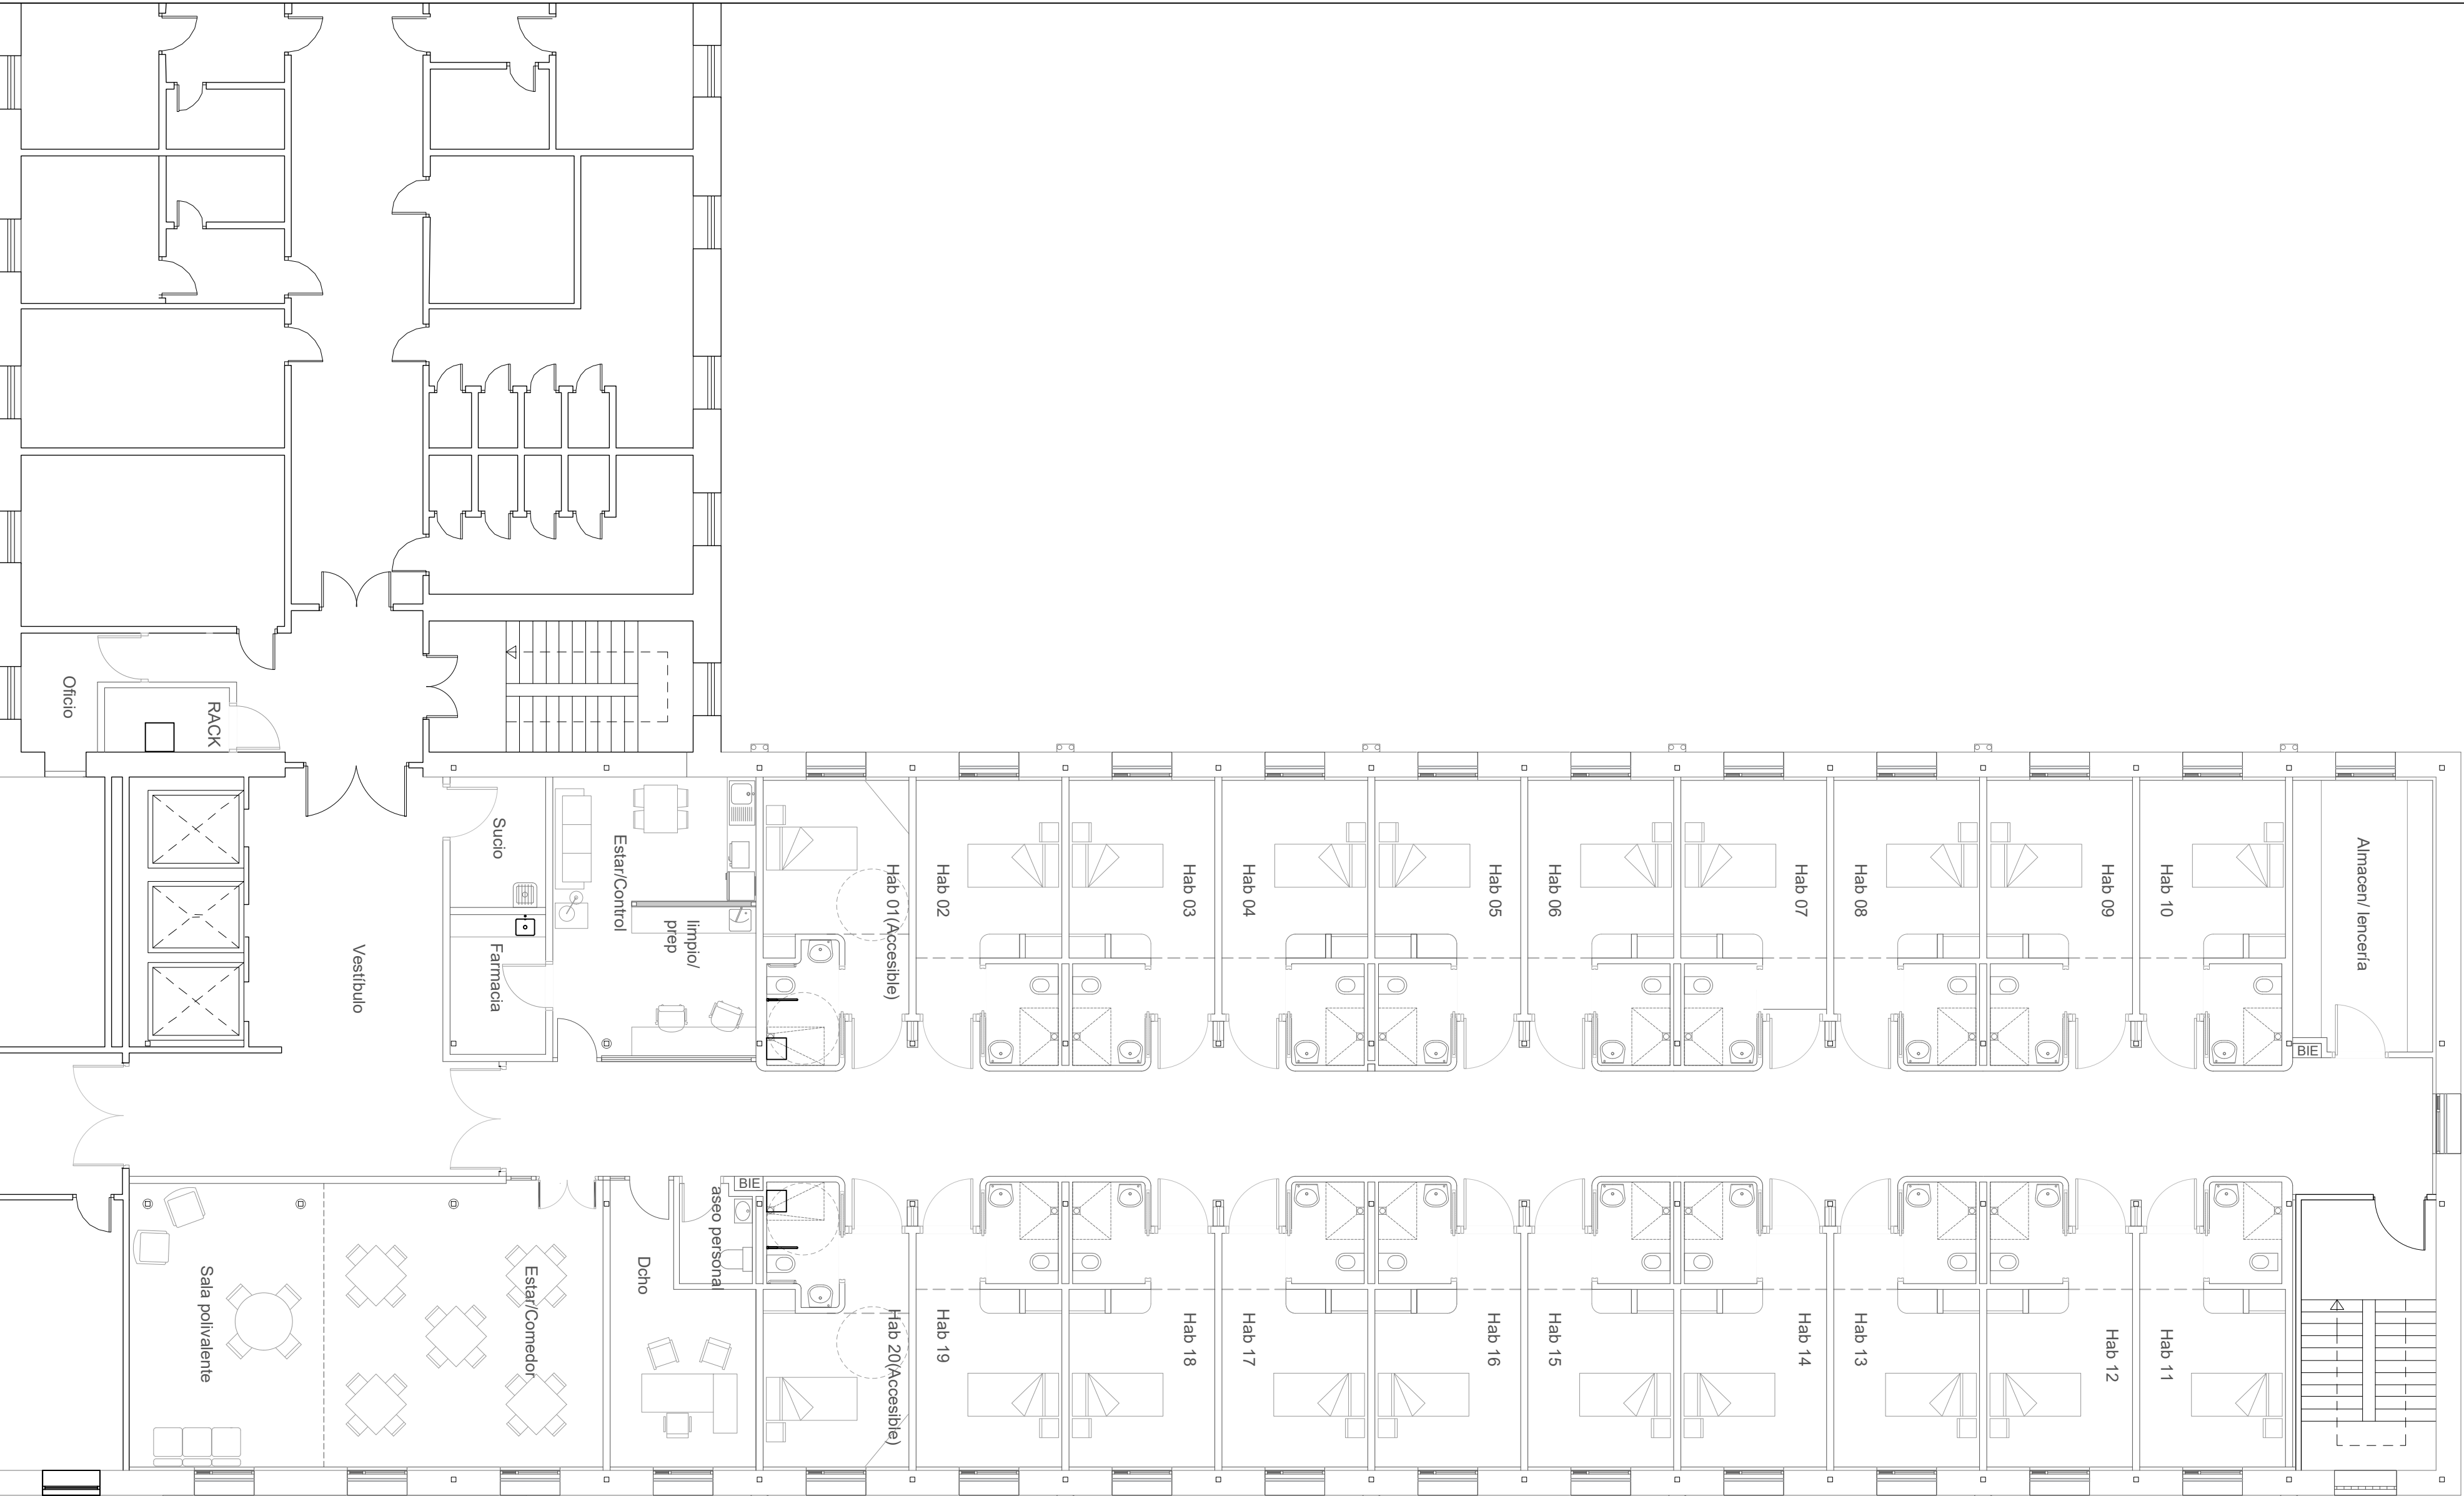 Oficio
RACK
Sucio
Estar/Control
limpio/
prep
Farmacia
Vestíbulo
Hab 01(Accesible)
Hab 02
Hab 03
Hab 04
Hab 05
Hab 06
Hab 07
Hab 08
Hab 09
Hab 10
Almacen/ lencería
BIE
BIE
aseo personal
Dcho
Estar/Comedor
Sala polivalente
Hab 20(Accesible)
Hab 19
Hab 18
Hab 17
Hab 16
Hab 15
Hab 14
Hab 13
Hab 12
Hab 11